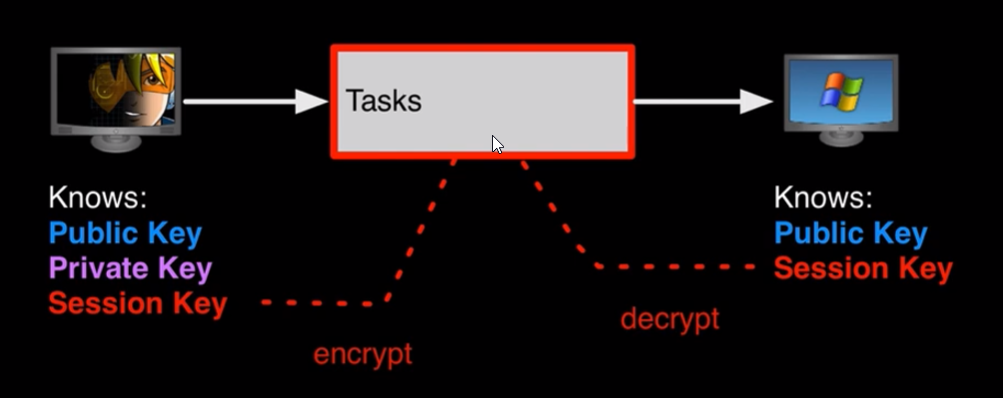 Tasks
Knows:
Public Key
Private Key
Session Key
encrypt
Knows:
Public Key
Session Key
decrypt